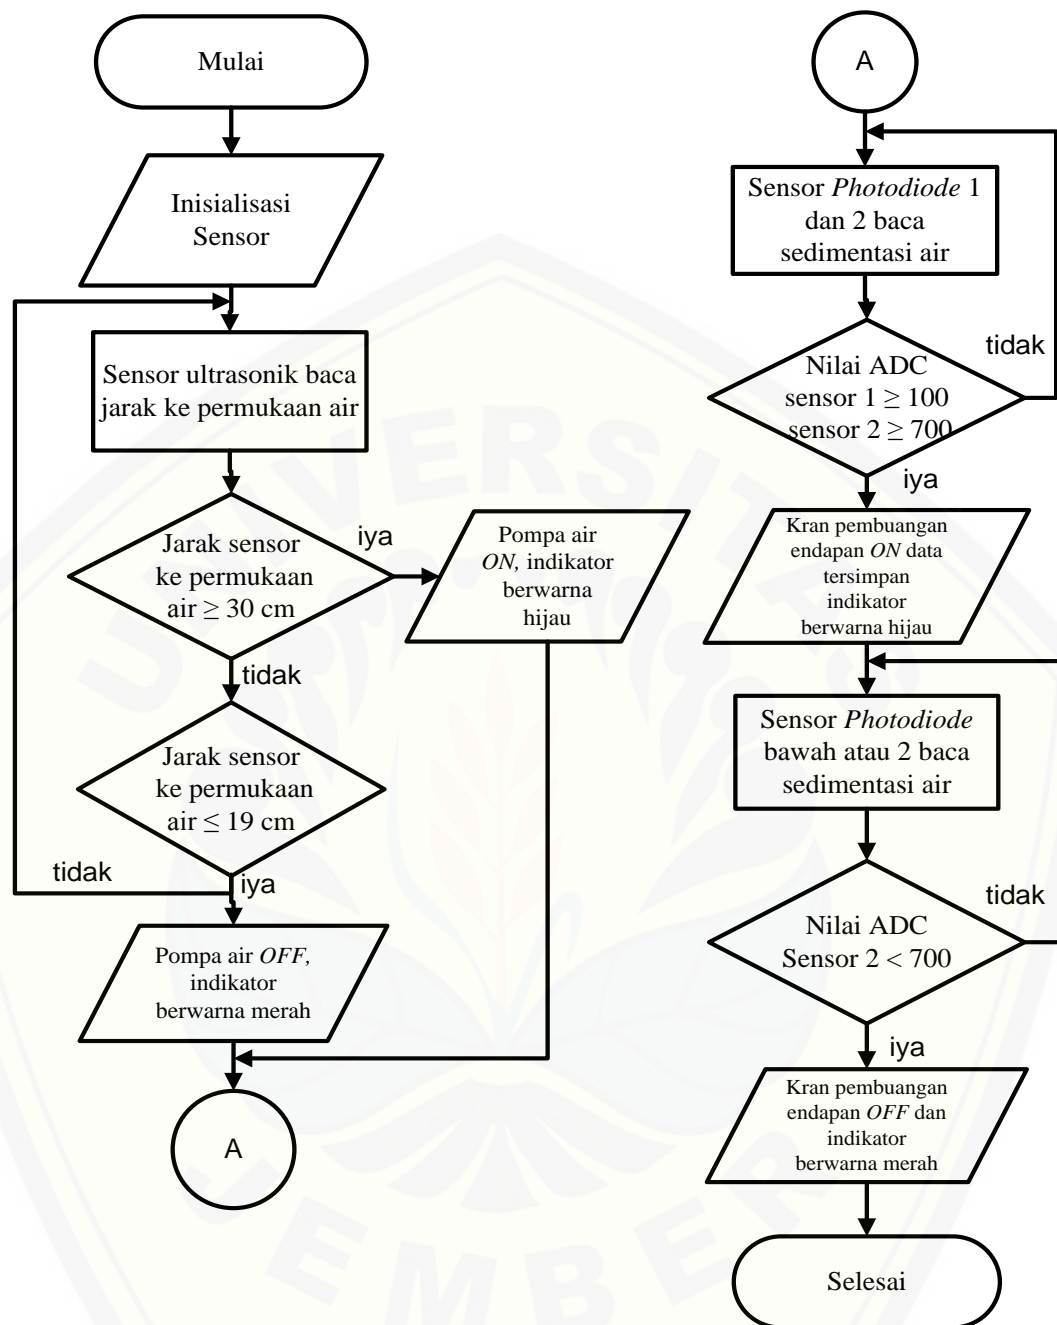 Mulai
Inisialisasi
Sensor
Sensor ultrasonik baca
jarak ke permukaan air
Jarak sensor
ke permukaan
air ≥ 30 cm
iya
Pompa air
ON, indikator
berwarna
hijau
tidak
Jarak sensor
ke permukaan
air ≤ 19 cm
tidak
iya
Pompa air OFF,
indikator
berwarna merah
A
A
Sensor Photodiode 1
dan 2 baca
sedimentasi air
Nilai ADC
sensor 1 ≥ 100
sensor 2 ≥ 700
tidak
iya
Kran pembuangan
endapan ON data
tersimpan
indikator
berwarna hijau
Sensor Photodiode
bawah atau 2 baca
sedimentasi air
Nilai ADC
Sensor 2 < 700
tidak
iya
Kran pembuangan
endapan OFF dan
indikator
berwarna merah
Selesai
UNIVERSITAS
JEMBER